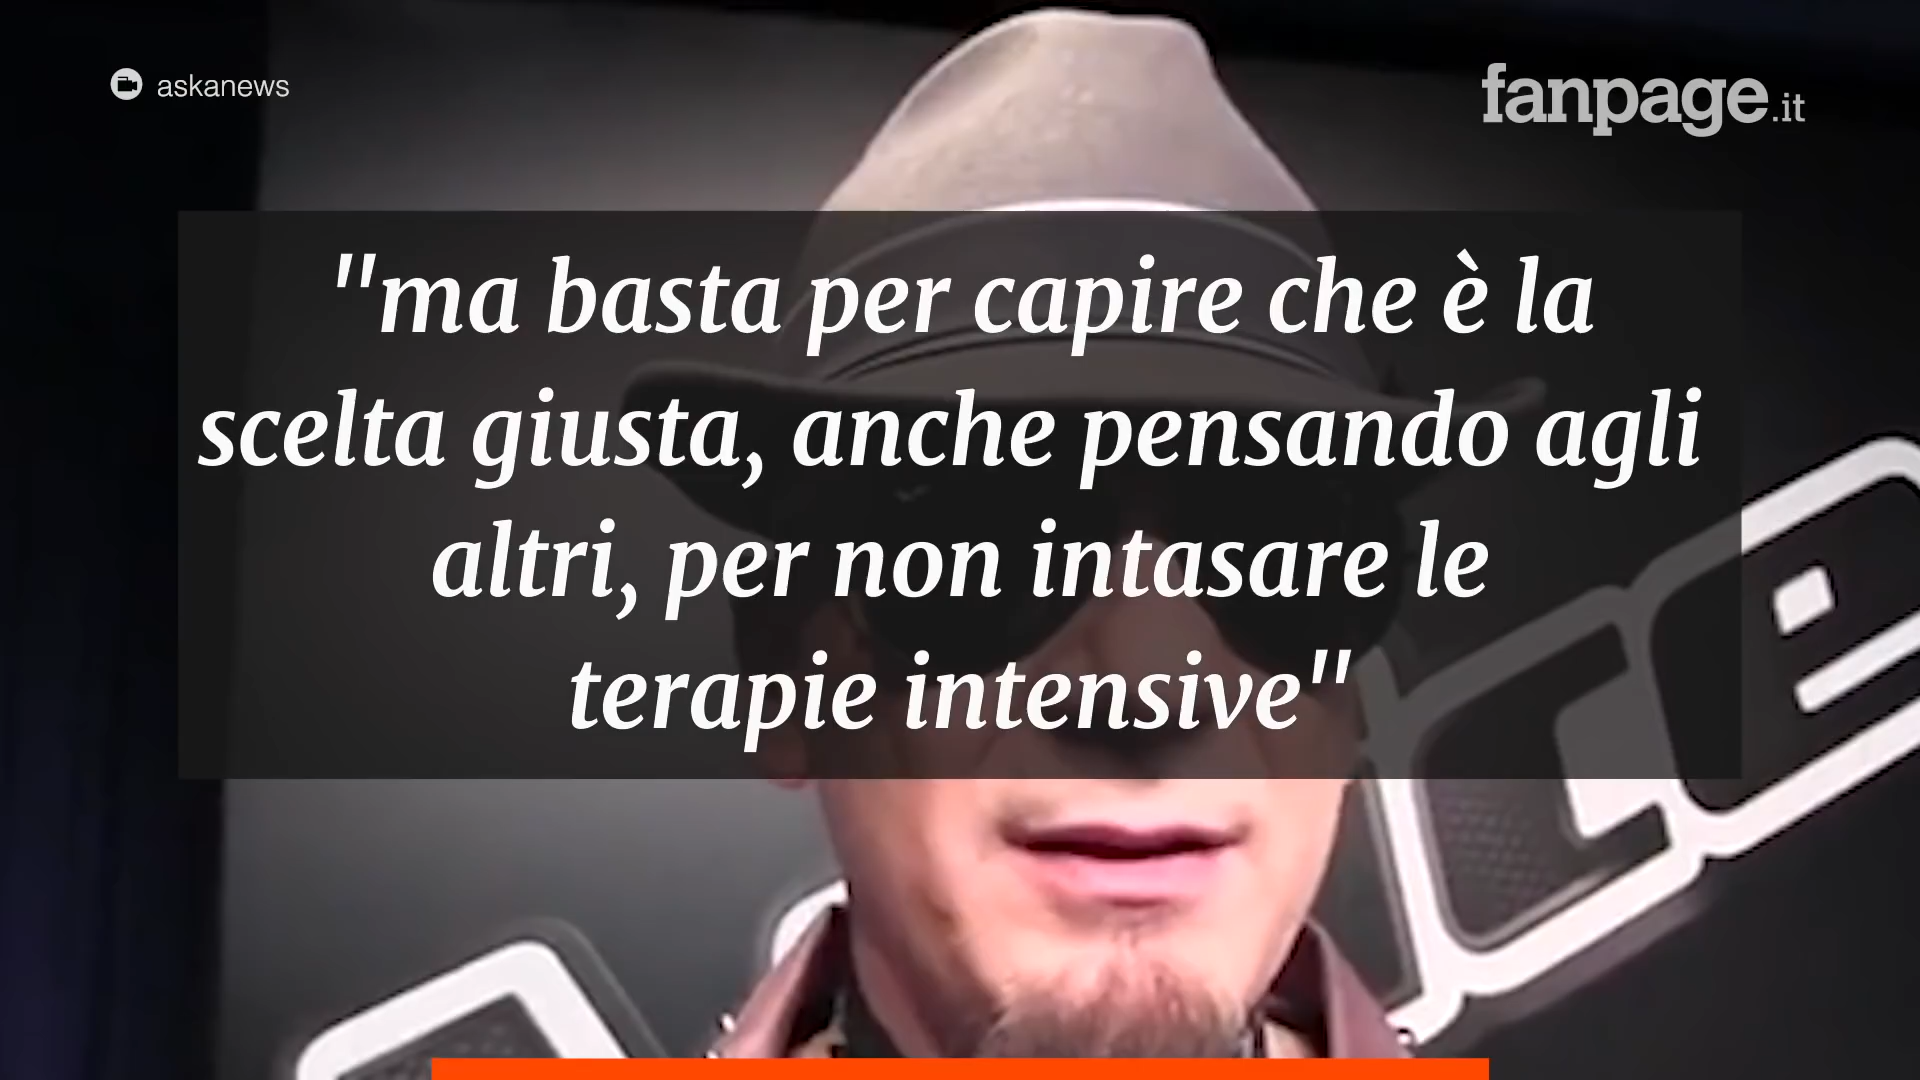 askanews
fanpage.it
"ma basta per capire che è la
scelta giusta, anche pensando agli
altri, per non intasare le
terapie intensive"